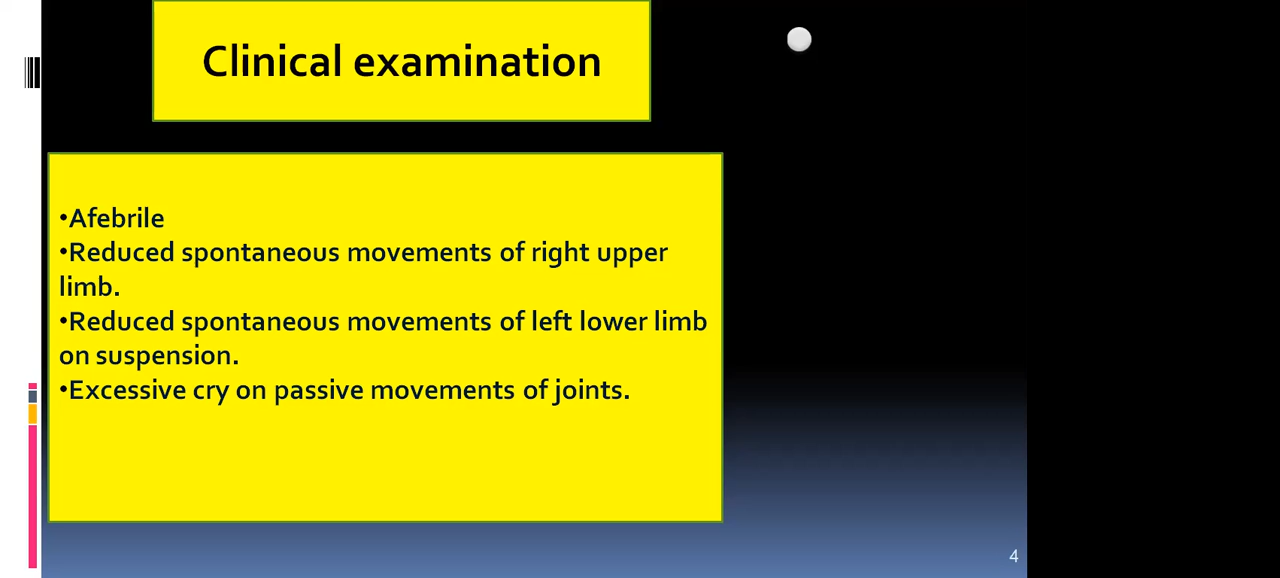 Clinical examination
•Afebrile
•Reduced spontaneous movements of right upper
limb.
•Reduced spontaneous movements of left lower limb
on suspension.
•Excessive cry on passive movements of joints.
4